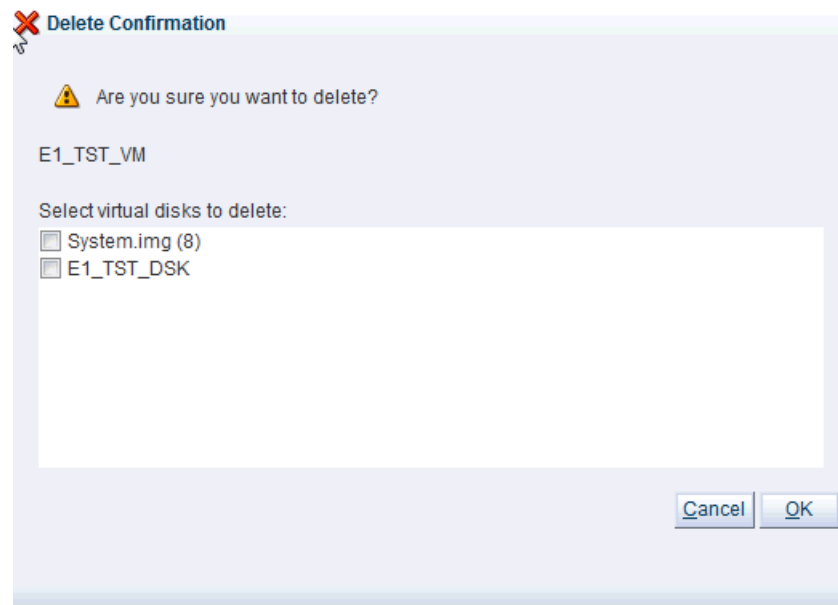 Delete Confirmation
Are you sure you want to delete?
E1_TST_VM
Select virtual disks to delete:
System.img (8)
E1_TST_DSK
Cancel OK